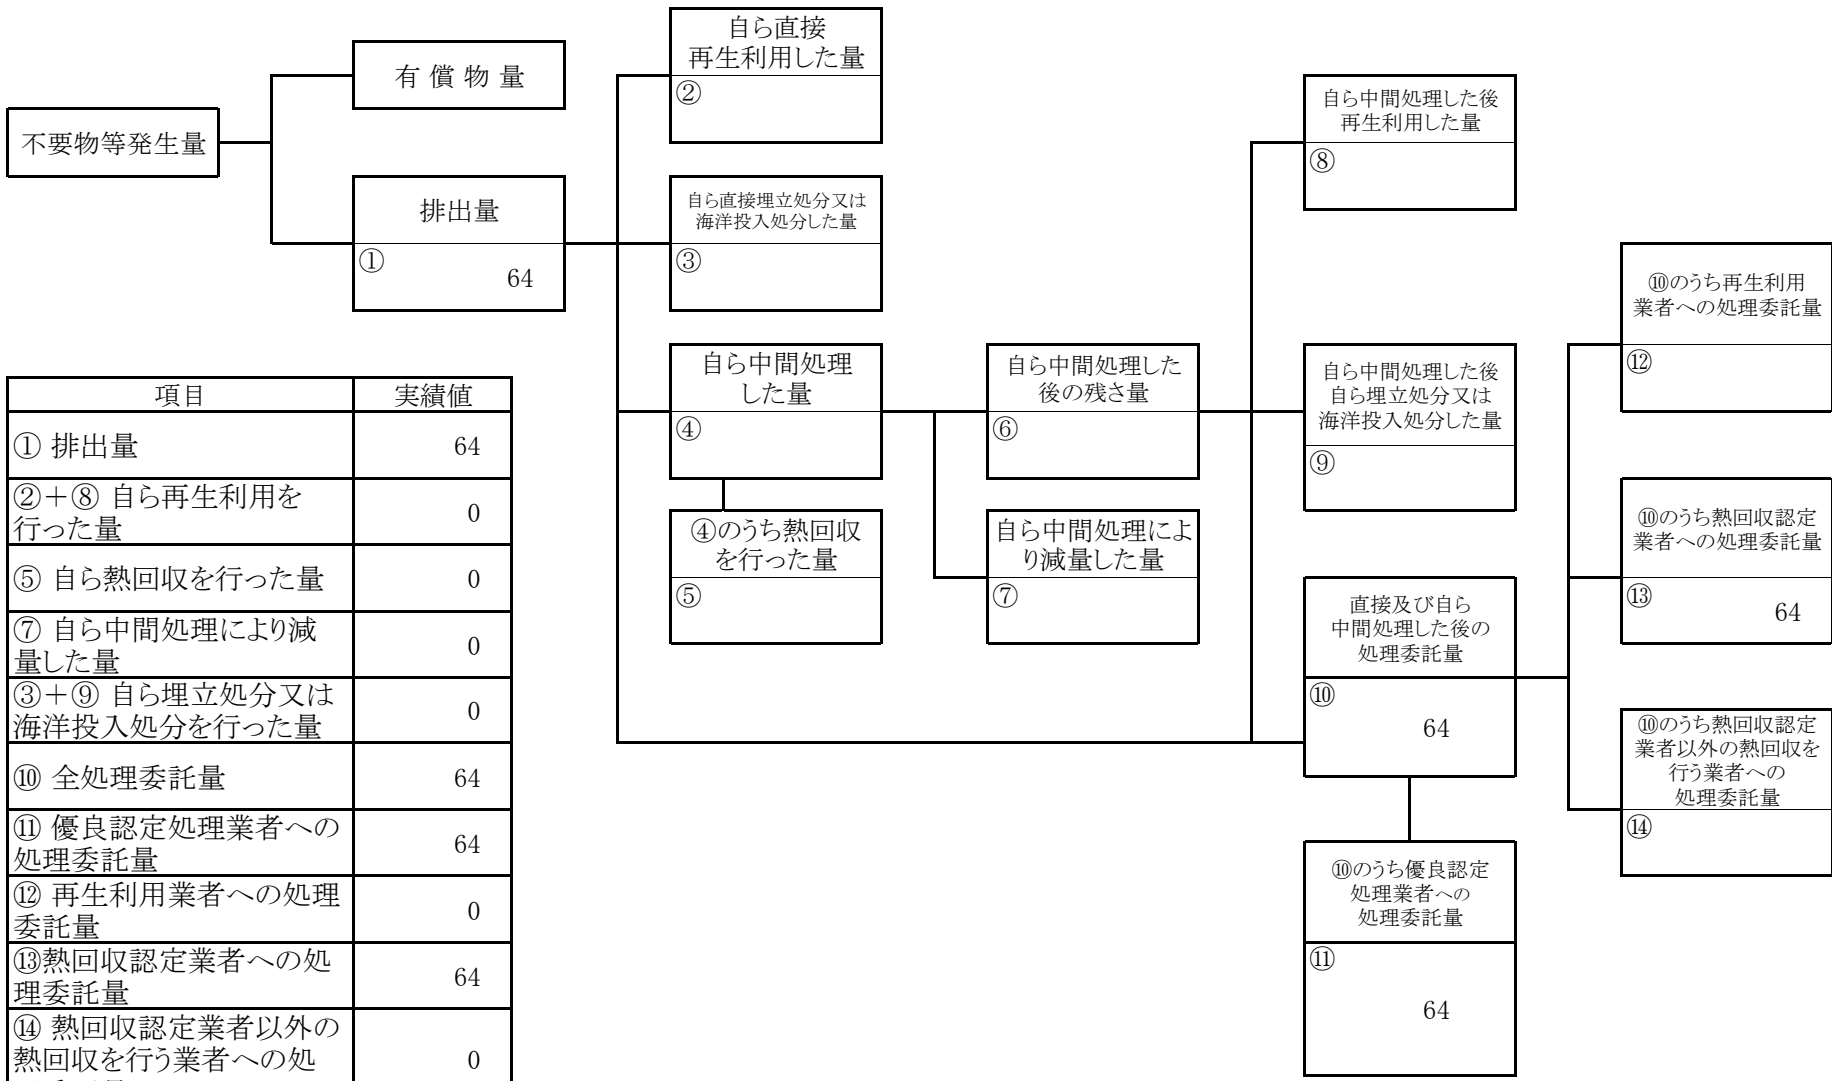 不要物等発生量
有 償 物 量
排出量
①
64
自ら直接
再生利用した量
②
自ら直接埋立処分又は
海洋投入処分した量
③
自ら中間処理
した量
④
④のうち熱回収
を行った量
⑤
自ら中間処理した
後の残さ量
⑥
自ら中間処理によ
り減量した量
⑦
自ら中間処理した後
再生利用した量
⑧
自ら中間処理した後
自ら埋立処分又は
海洋投入処分した量
⑨
直接及び自ら
中間処理した後の
処理委託量
⑩
64
⑩のうち優良認定
処理業者への
処理委託量
⑪
64
⑩のうち再生利用
業者への処理委託量
⑫
⑩のうち熱回収認定
業者への処理委託量
⑬
64
⑩のうち熱回収認定
業者以外の熱回収を
行う業者への
処理委託量
⑭
項目 実績値
① 排出量 64
②+⑧ 自ら再生利用を
行った量 0
⑤ 自ら熱回収を行った量 0
⑦ 自ら中間処理により減
量した量 0
③+⑨ 自ら埋立処分又は
海洋投入処分を行った量 0
⑩ 全処理委託量 64
⑪ 優良認定処理業者への
処理委託量 64
⑫ 再生利用業者への処理
委託量 0
⑬熱回収認定業者への処
理委託量 64
⑭ 熱回収認定業者以外の
熱回収を行う業者への処 0